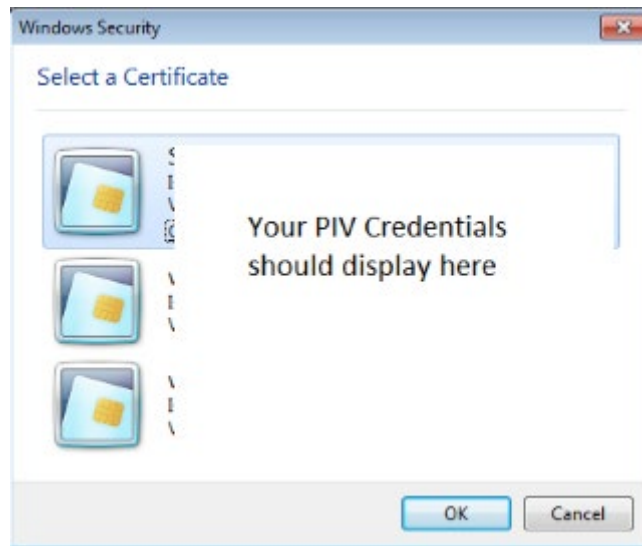 Windows Security
Select a Certificate
Your PIV Credentials
should display here
OK
Cancel